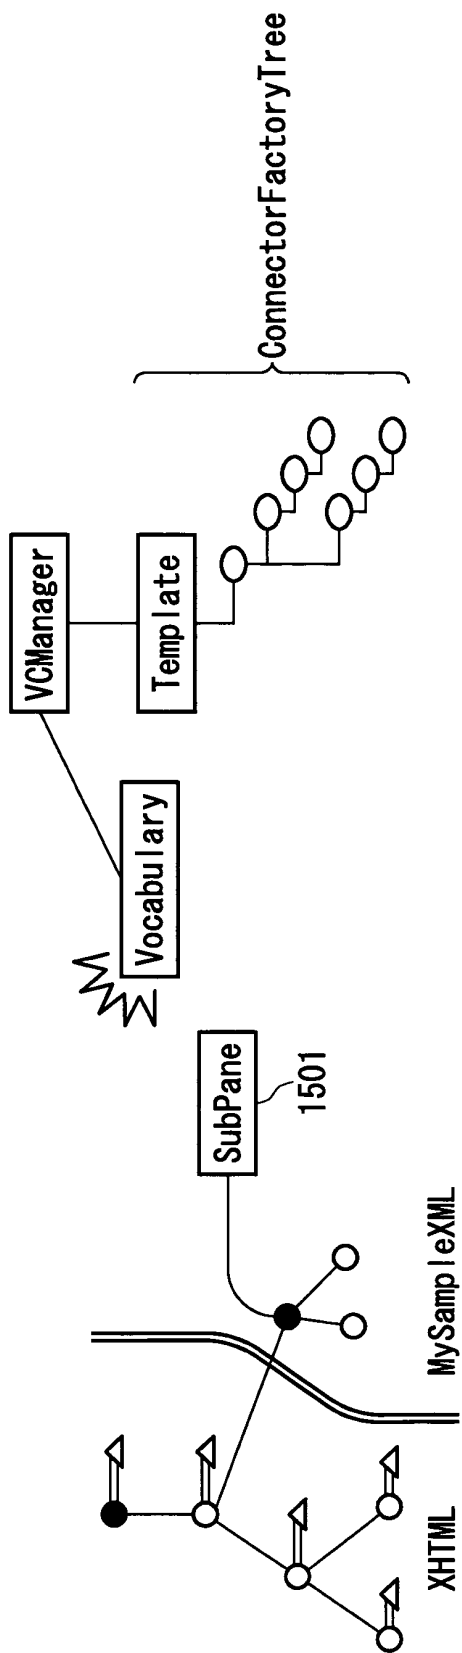 VCManager
Vocabulary
Template
ConnectorFactoryTree
SubPane
1501
XHTML
MySampleXML